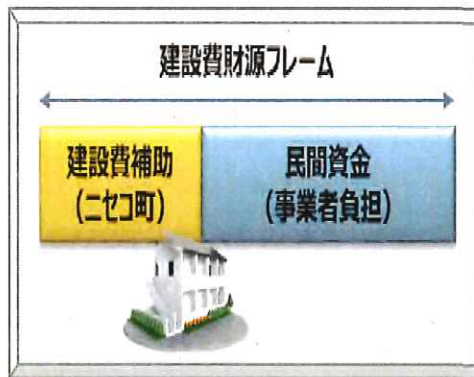 建設費財源フレーム
建設費補助
(ニセコ町)
民間資金
(事業者負担)